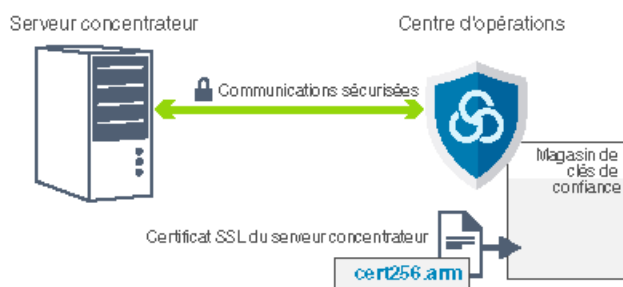 Serveur concentrateur
Centre d'opérations
Communications sécurisées
Magasin de
clés de
confiance
Certificat SSL du serveur concentrateur
cert256.arm